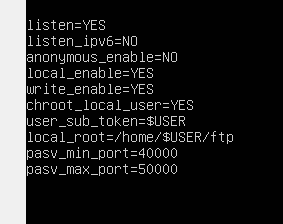 listen=YES
listen_ipv6=NO
anonymous_enable=NO
local_enable=YES
write_enable=YES
chroot_local_user=YES
user_sub_token=$USER
local_root=/home/$USER/ftp
pasv_min_port=40000
pasv_max_port=50000